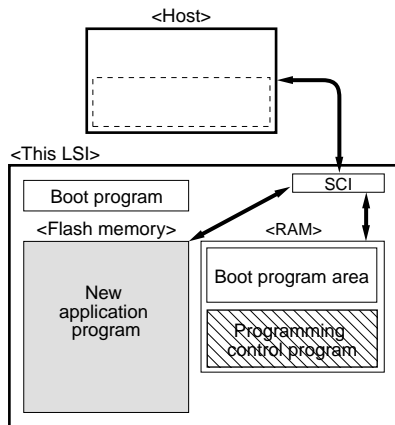 <Host>
<This LSI>
SCI
Boot program
<Flash memory>
<RAM>
Boot program area
New
application
program
Programming
control program